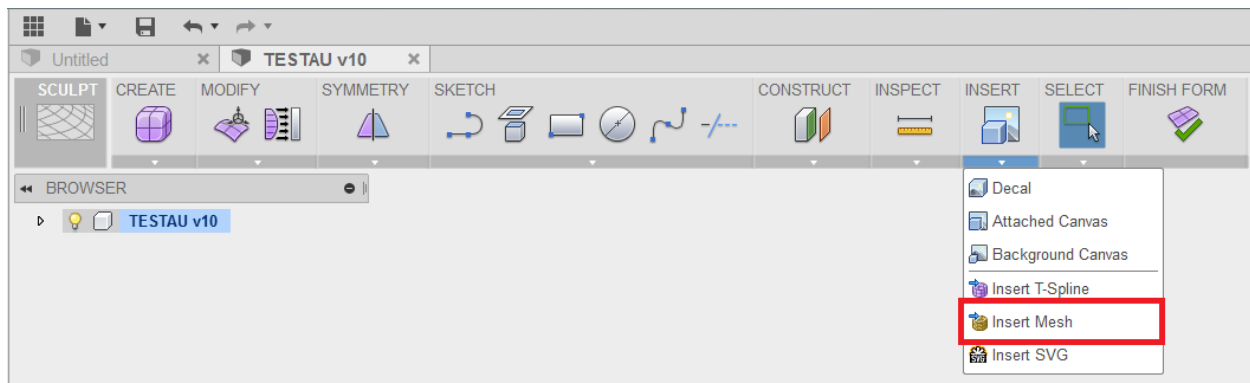 Untitled
TESTAU v10
SCULPT CREATE MODIFY SYMMETRY SKETCH CONSTRUCT INSPECT INSERT SELECT FINISH FORM
BROWSER
TESTAU v10
Decal
Attached Canvas
Background Canvas
Insert T-Spline
Insert Mesh
SVG Insert SVG